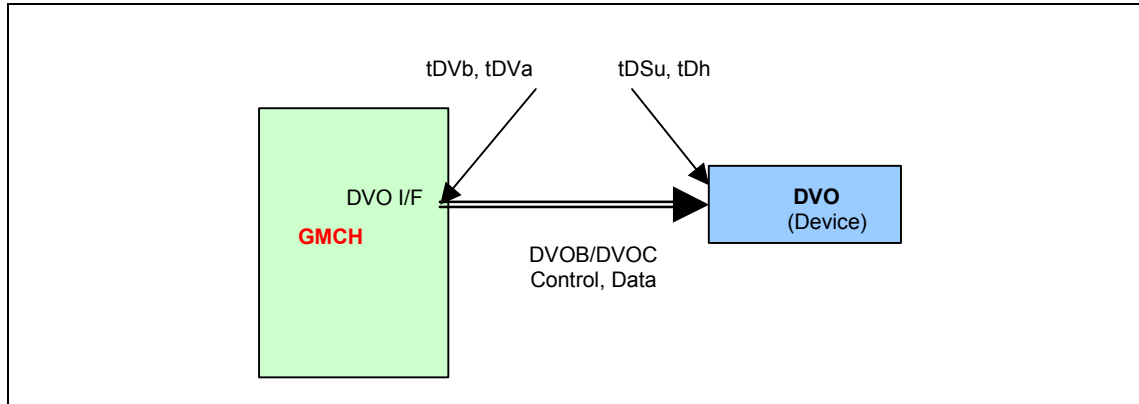 tDVb, tDVa
tDSu, tDh
DVO I/F
GMCH
DVO
(Device)
DVOB/DVOC
Control, Data